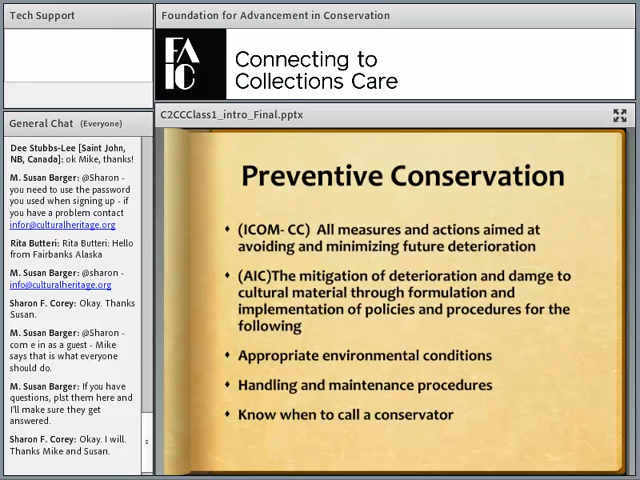 Tech Support
Foundation for Advancement in Conservation
FA
IC
Connecting to
Collections Care
General Chat (Everyone)
Dee Stubbs-Lee [Saint John,
NB, Canada]: ok Mike, thanks!
M. Susan Barger: @Sharon -
you need to use the password
you used when signing up - if
you have a problem contact
infor@culturalheritage.org
Rita Butteri: Rita Butteri: Hello
from Fairbanks Alaska
M. Susan Barger: @sharon -
info@culturalheritage.org
Sharon F. Corey: Okay. Thanks
Susan.
M. Susan Barger: @Sharon -
com e in as a guest - Mike
says that is what everyone
should do.
M. Susan Barger: If you have
questions, plst them here and
I'll make sure they get
answered.
Sharon F. Corey: Okay. I will.
Thanks Mike and Susan.
C2CCClass1_intro_Final.pptx
Preventive Conservation
♦ (ICOM- CC) All measures and actions aimed at
avoiding and minimizing future deterioration
♦ (AIC)The mitigation of deterioration and damge to
cultural material through formulation and
implementation of policies and procedures for the
following
♦ Appropriate environmental conditions
♦ Handling and maintenance procedures
♦ Know when to call a conservator